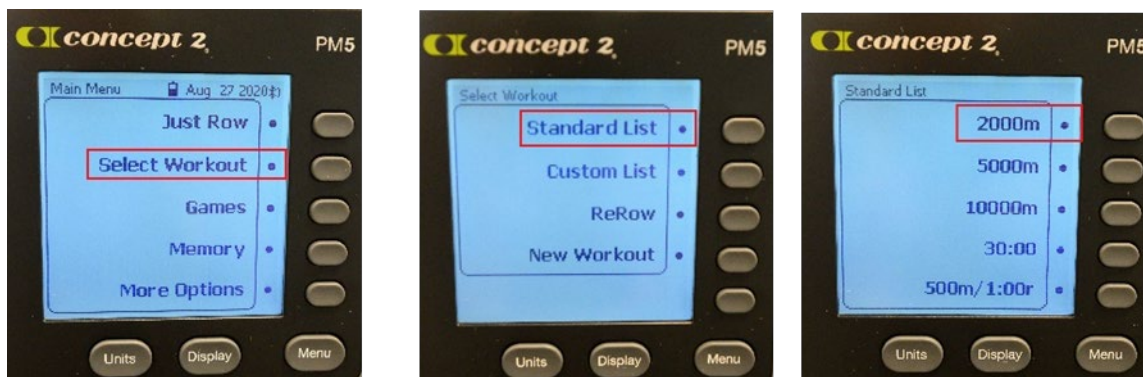 concept 2.
PM5
Main Menu Aug 27 2020
Just Row
Select Workout
Games
Memory
More Options
Units Display Menu
concept 2.
PM5
Select Workout
Standard List
Custom List
ReRow
New Workout
Units Display Menu
concept 2.
PM5
Standard List
2000m
5000m
10000m
30:00
500m/1:00r
Units Display Menu